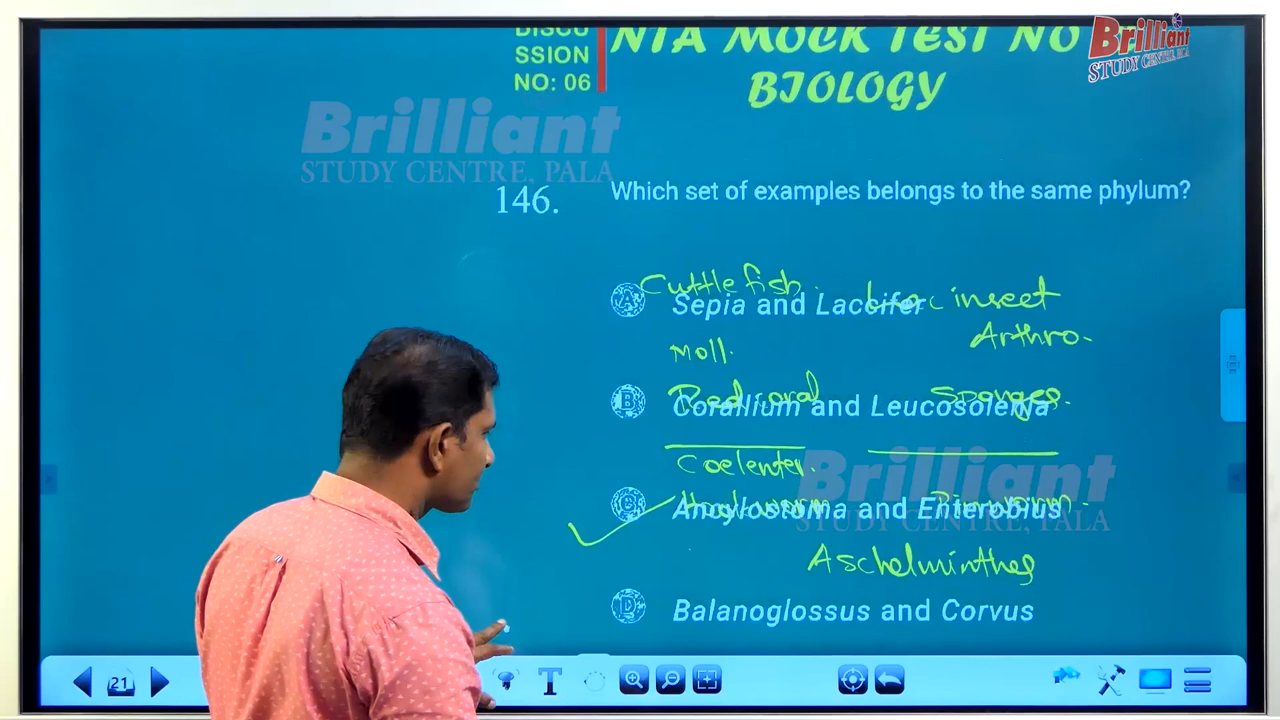 DISCU
SSION
NO: 06
NTA MOCK TEST NO
BIOLOGY
Brilliant
STUDY CENTRE, PALA
Brilliant
STUDY CENTRE, PALA
146.
Which set of examples belongs to the same phylum?
Cuttle fish.
Lac insect
A Sepia and Laccifer
Arthro.
Moll.
Red coral
Sponges.
B Corallium and Leucosolenia
Coelenter.
Brilliant
STUDY CENTRE, PALA
Hookworm
Pinworm.
C Ancylostoma and Enterobius
Aschelminthes
D Balanoglossus and Corvus
21
T